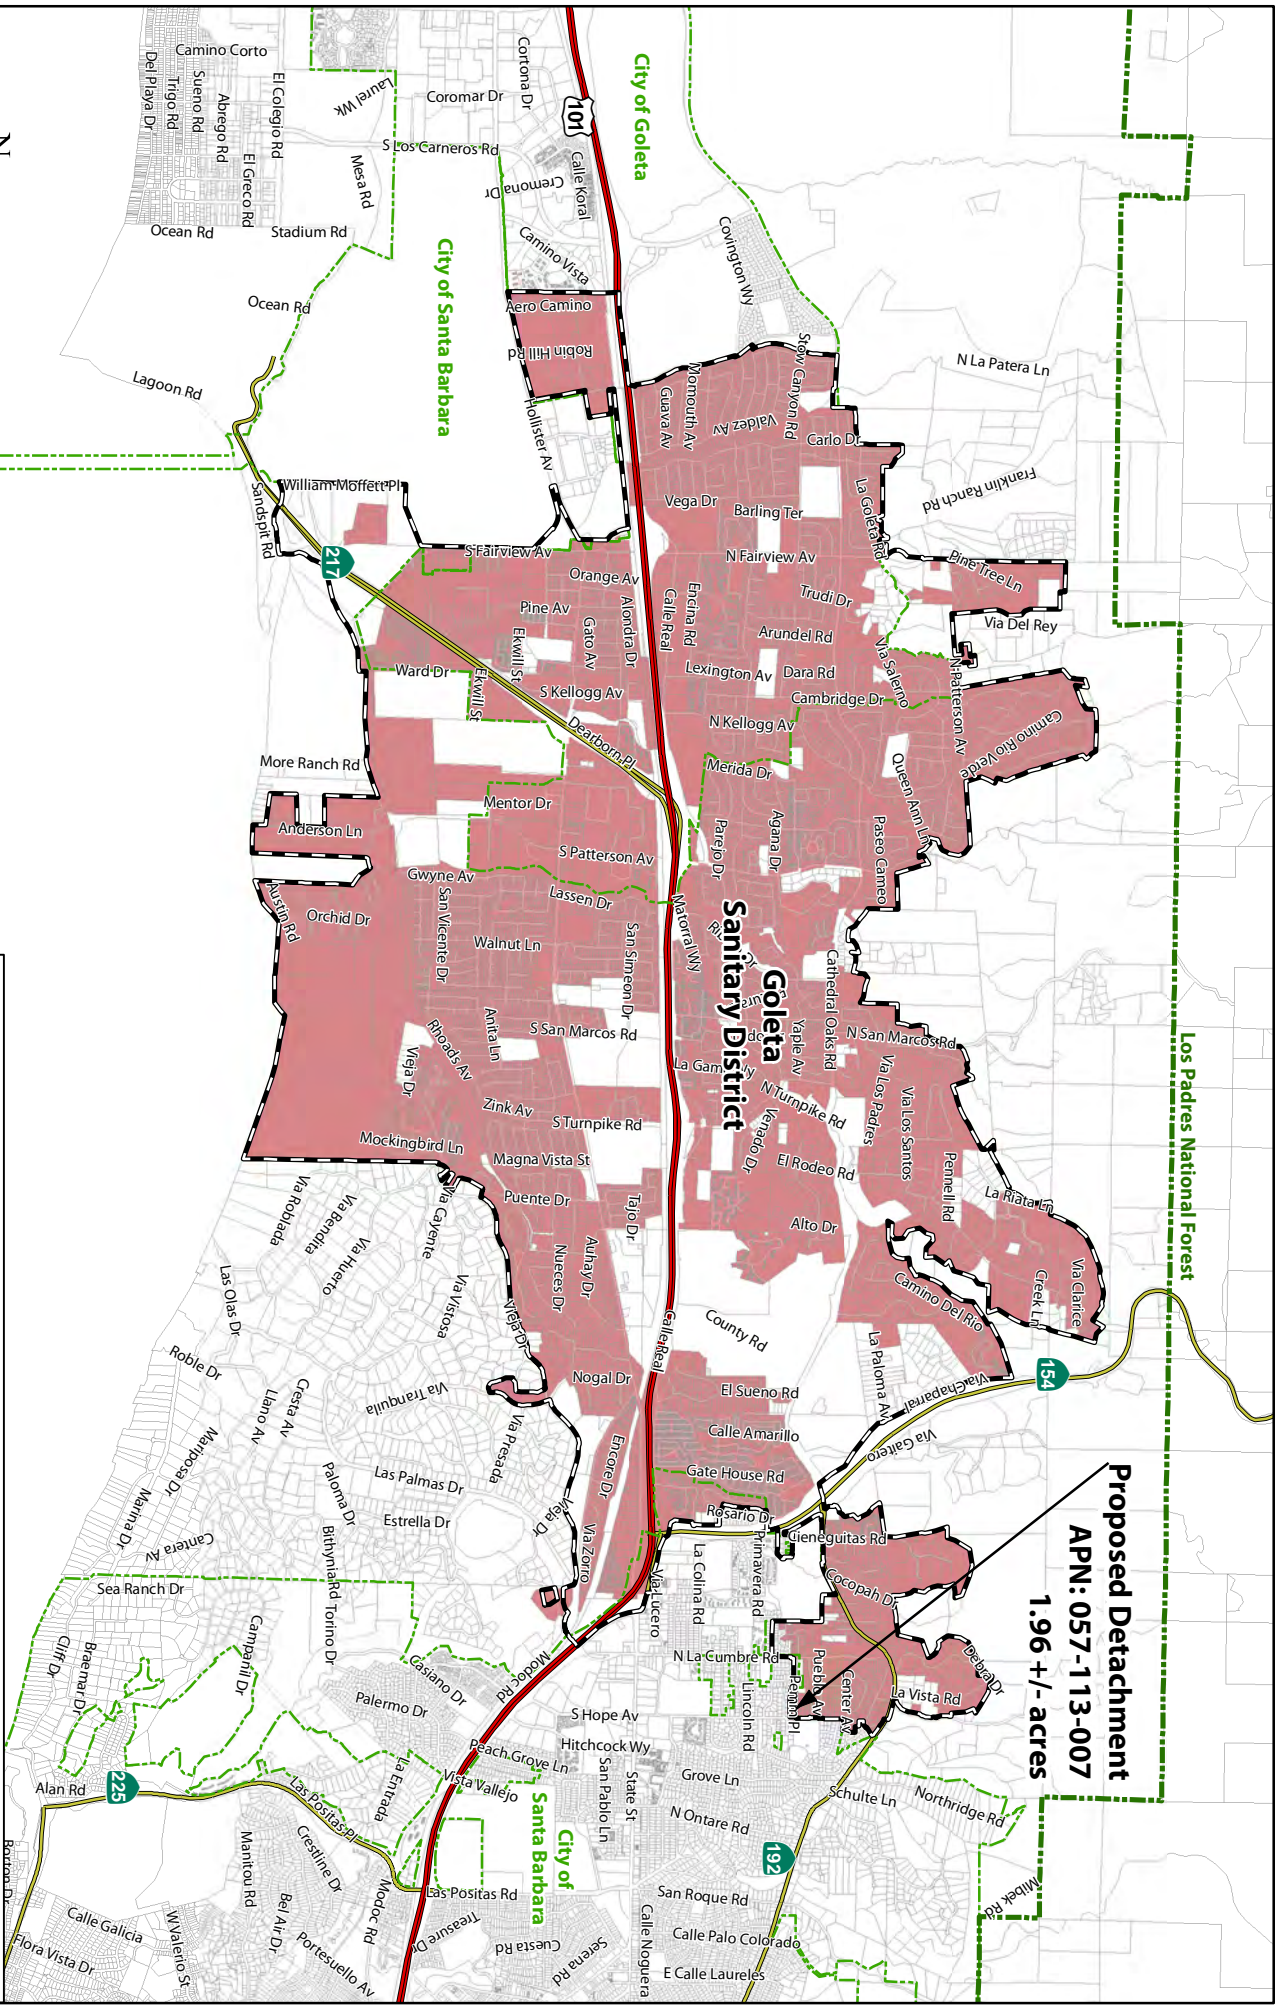 Los Padres National Forest
Proposed Detachment
APN: 057-113-007
1.96 +/- acres
Goleta
Sanitary District
City of Goleta
City of Santa Barbara
City of
Santa Barbara
101
217
154
192
225
N
Camino Corto
Del Playa Dr
Trigo Rd
Sueno Rd
Abrego Rd
El Colegio Rd
El Greco Rd
Laurel Wk
Mesa Rd
Ocean Rd
Stadium Rd
Ocean Rd
Lagoon Rd
Cortona Dr
Coromar Dr
S Los Carneros Rd
Cremona Dr
Calle Koral
Camino Vista
Aero Camino
Robin Hill Rd
Hollister Av
Covington Wy
Stow Canyon Rd
N La Patera Ln
Momouth Av
Guava Av
Valdez Av
Carlo Dr
Franklin Ranch Rd
La Goleta Rd
Vega Dr
Barling Ter
N Fairview Av
William Moffett Pl
Sandspit Rd
S Fairview Av
Pine Tree Ln
Via Del Rey
Trudi Dr
Orange Av
Pine Av
Gato Av
Alondra Dr
Calle Real
Encina Rd
Arundel Rd
Ekwill St
Ward Dr
Ekwill St
S Kellogg Av
Lexington Av
Dara Rd
Cambridge Dr
Via Salerno
N Patterson Av
Camino Rio Verde
N Kellogg Av
Dearborn Pl
Merida Dr
Queen Ann Ln
More Ranch Rd
Anderson Ln
Mentor Dr
S Patterson Av
Parejo Dr
Agana Dr
Paseo Cameo
Gwyne Av
Lassen Dr
Austin Rd
Orchid Dr
San Vicente Dr
Walnut Ln
San Simeon Dr
Matorral Wy
Cathedral Oaks Rd
N San Marcos Rd
Anita Ln
S San Marcos Rd
Yaple Av
Rhoads Av
Vieja Dr
Zink Av
S Turnpike Rd
N Turnpike Rd
Via Los Padres
Via Los Santos
Venado Dr
Mockingbird Ln
Magna Vista St
El Rodeo Rd
Pennell Rd
La Riata Ln
Puente Dr
Tajo Dr
Alto Dr
Via Roblada
Via Bendita
Via Huerto
Via Cayente
Via Vistosa
Nueces Dr
Auhay Dr
Camino Del Rio
Creek Ln
Via Clarice
Las Olas Dr
Vieja Dr
Calle Real
County Rd
La Paloma Av
Roble Dr
Nogal Dr
El Sueno Rd
Via Chaparral
Llano Av
Cresta Av
Via Tranquila
Via Presada
Calle Amarillo
Via Gaitero
Encore Dr
Mariposa Dr
Marina Dr
Las Palmas Dr
Paloma Dr
Estrella Dr
Vieja Dr
Gate House Rd
Rosario Dr
Cantera Av
Bithynia Rd
Via Zorro
La Colina Rd
Primavera Rd
Cieneguitas Rd
Cocopah Dr
Via Lucero
Sea Ranch Dr
Torino Dr
Campanil Dr
Cliff Dr
Braemar Dr
Casiano Dr
Modoc Rd
Palermo Dr
N La Cumbre Rd
Lincoln Rd
Pueblo Av
Center Av
La Vista Rd
Debra Dr
S Hope Av
Hitchcock Wy
Peach Grove Ln
Vista Vallejo
San Pablo Ln
State St
Grove Ln
N Ontare Rd
Schulte Ln
Northridge Rd
Alan Rd
Las Positas Pl
La Entrada
Crestline Dr
Manitou Rd
Modoc Rd
Las Positas Rd
Treasure Dr
San Roque Rd
Mibek Rd
Calle Galicia
Flora Vista Dr
W Valerio St
Bel Air Dr
Portesuello Av
Cuesta Rd
Serena Rd
Calle Noguera
Calle Palo Colorado
E Calle Laureles
Borton Dr